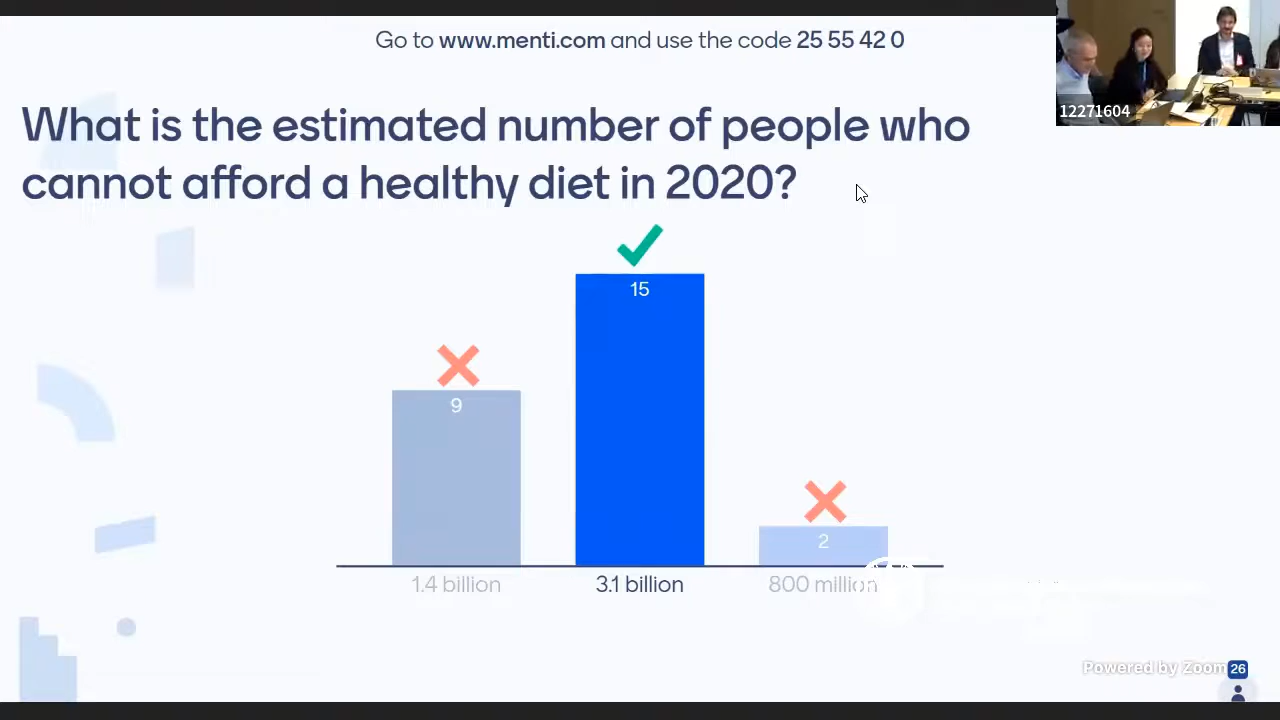 Go to www.menti.com and use the code 25 55 42 0
12271604
What is the estimated number of people who
cannot afford a healthy diet in 2020?
15
9
2
1.4 billion
3.1 billion
800 million
Powered by Zoom
26